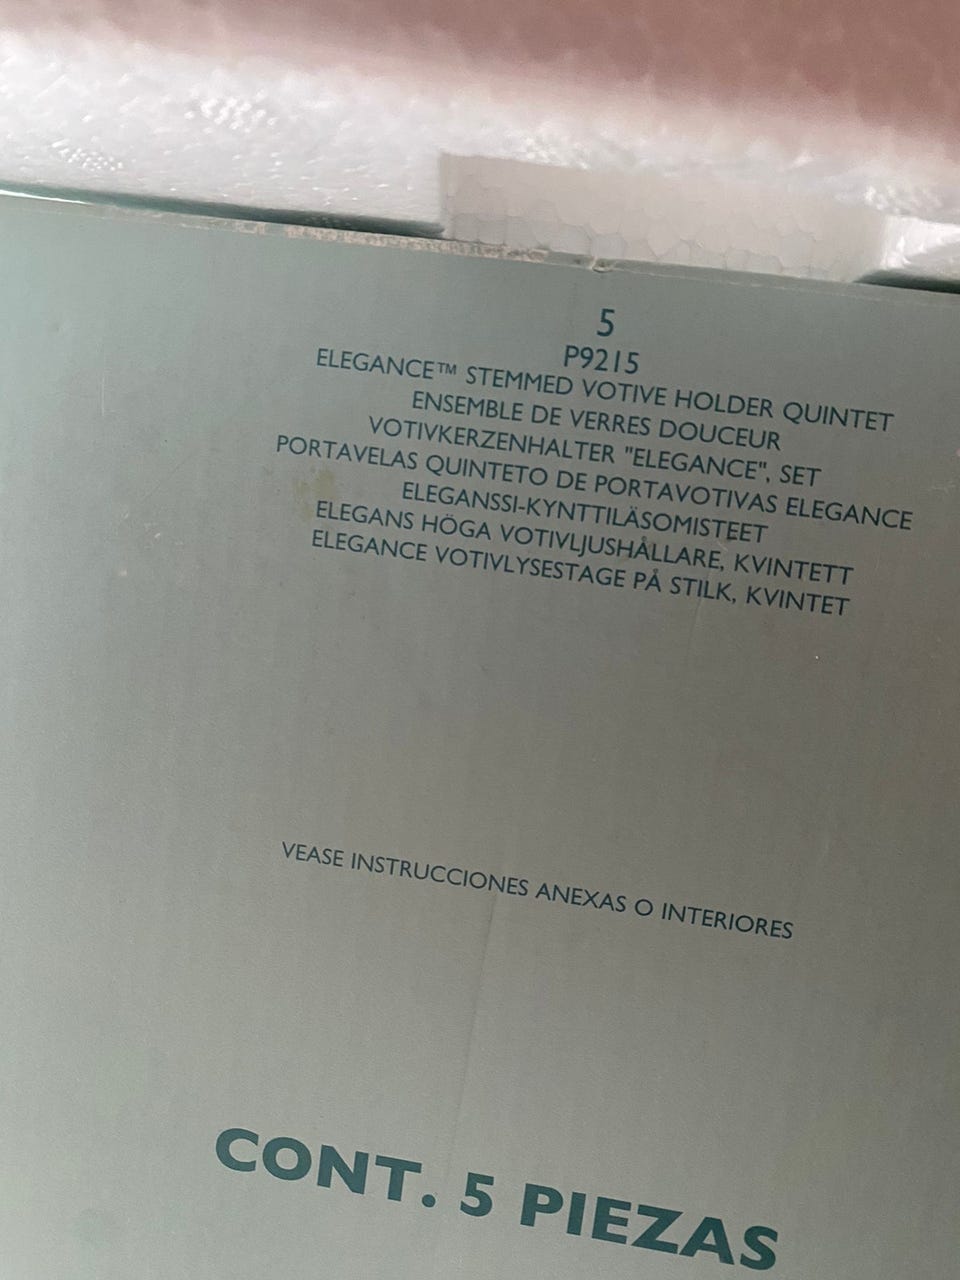 5
P9215
ELEGANCE™ STEMMED VOTIVE HOLDER QUINTET
ENSEMBLE DE VERRES DOUCEUR
VOTIVKERZENHALTER "ELEGANCE", SET
PORTAVELAS QUINTETO DE PORTAVOTIVAS ELEGANCE
ELEGANSSI-KYNTTILÄSOMISTEET
ELEGANS HÖGA VOTIVLJUSHÅLLARE, KVINTETT
ELEGANCE VOTIVLYSESTAGE PÅ STILK, KVINTET
VEASE INSTRUCCIONES ANEXAS O INTERIORES
CONT. 5 PIEZAS